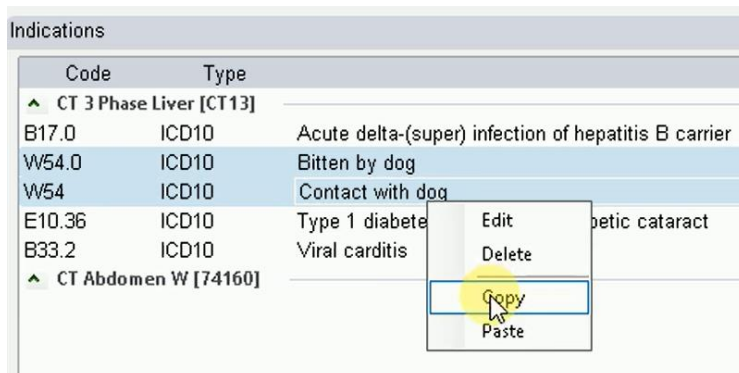 Indications
Code Type
CT 3 Phase Liver [CT13]
B17.0 ICD10 Acute delta-(super) infection of hepatitis B carrier
W54.0 ICD10 Bitten by dog
W54 ICD10 Contact with dog
E10.36 ICD10 Type 1 diabete betic cataract
B33.2 ICD10 Viral carditis
CT Abdomen W [74160]
Edit
Delete
Copy
Paste